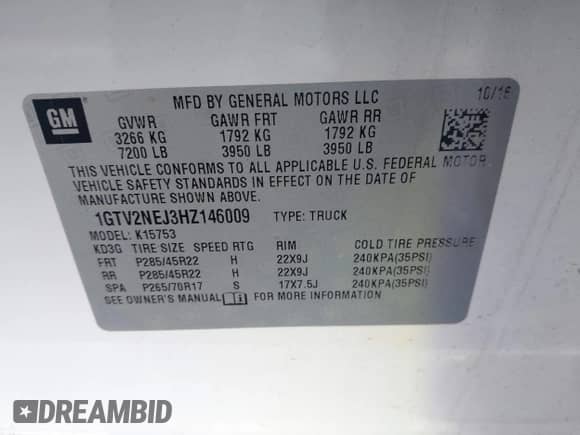 GM
MFD BY GENERAL MOTORS LLC 10/16
GVWR GAWR FRT GAWR RR
3266 KG 1792 KG 1792 KG
7200 LB 3950 LB 3950 LB
THIS VEHICLE CONFORMS TO ALL APPLICABLE U.S. FEDERAL MOTOR
VEHICLE SAFETY STANDARDS IN EFFECT ON THE DATE OF
MANUFACTURE SHOWN ABOVE.
1GTV2NEJ3HZ146009 TYPE: TRUCK
MODEL: K15753
KD3G TIRE SIZE SPEED RTG RIM COLD TIRE PRESSURE
FRT P285/45R22 H 22X9J 240KPA(35PSI)
RR P285/45R22 H 22X9J 240KPA(35PSI)
SPA P265/70R17 S 17X7.5J 240KPA(35PSI)
SEE OWNER'S MANUAL FOR MORE INFORMATION
DREAMBID